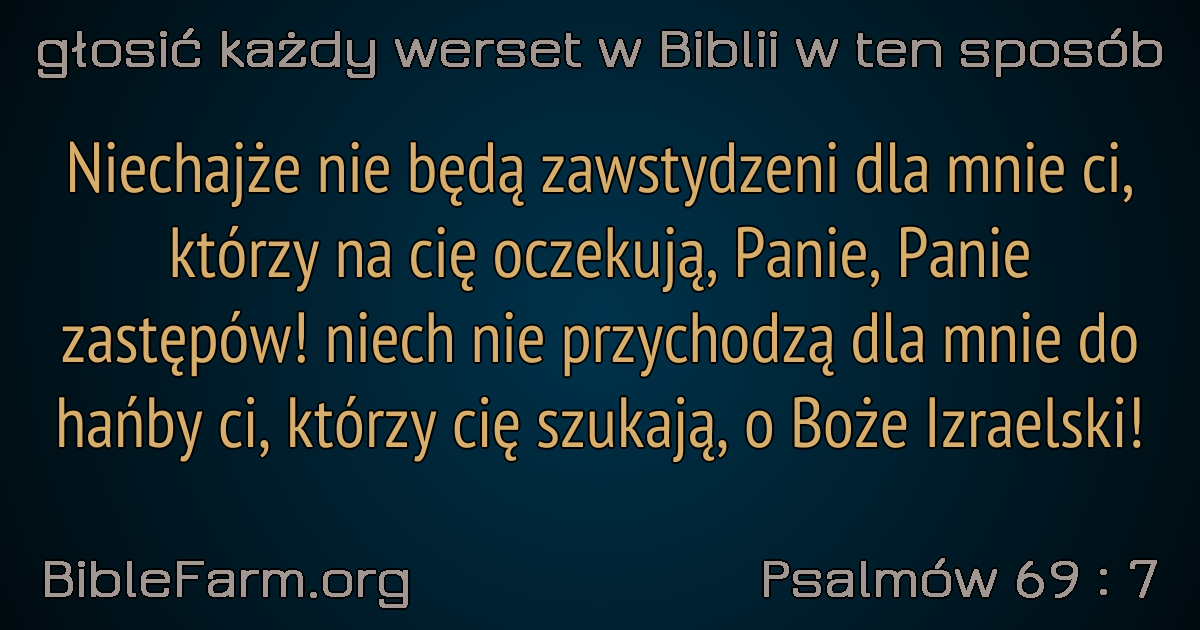 głosić każdy werset w Biblii w ten sposób
Niechajże nie będą zawstydzeni dla mnie ci,
którzy na cię oczekują, Panie, Panie
zastępów! niech nie przychodzą dla mnie do
hańby ci, którzy cię szukają, o Boże Izraelski!
BibleFarm.org
Psalmów 69 : 7